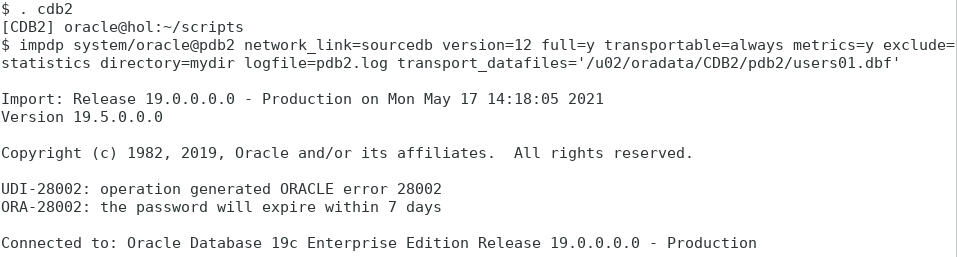 $ . cdb2
[CDB2] oracle@hol:~/scripts
$ impdp system/oracle@pdb2 network_link=sourcedb version=12 full=y transportable=always metrics=y exclude=
statistics directory=mydir logfile=pdb2.log transport_datafiles='/u02/oradata/CDB2/pdb2/users01.dbf'
Import: Release 19.0.0.0.0 - Production on Mon May 17 14:18:05 2021
Version 19.5.0.0.0
Copyright (c) 1982, 2019, Oracle and/or its affiliates.  All rights reserved.
UDI-28002: operation generated ORACLE error 28002
ORA-28002: the password will expire within 7 days
Connected to: Oracle Database 19c Enterprise Edition Release 19.0.0.0.0 - Production